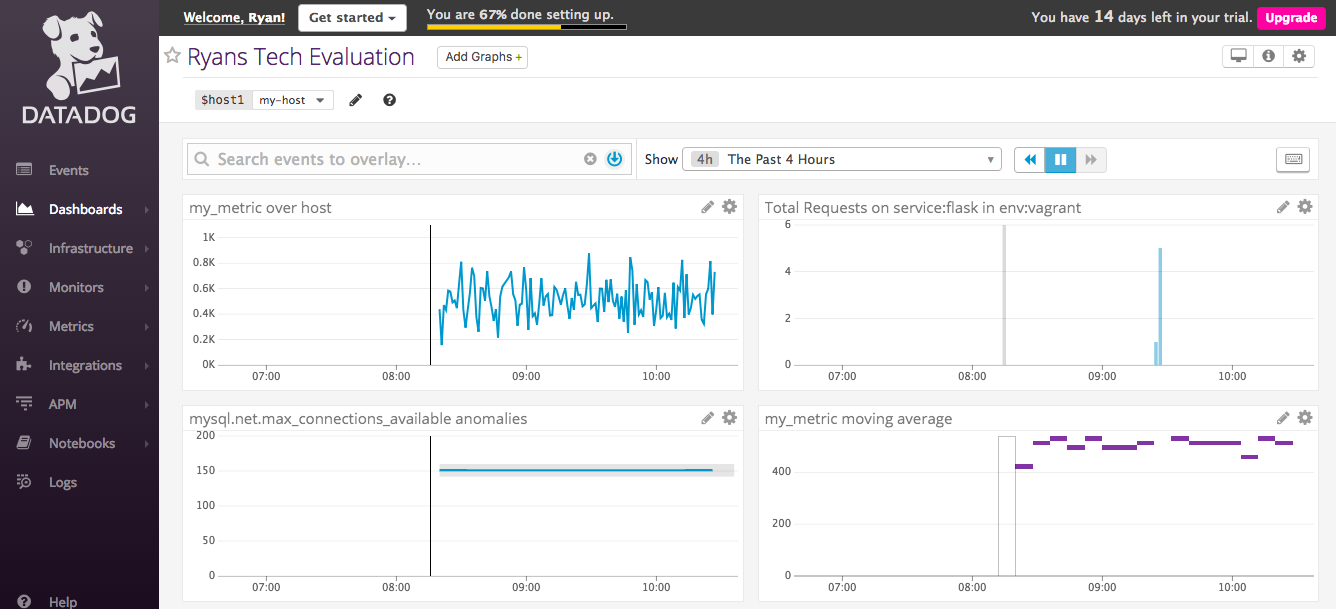 Welcome, Ryan! Get started You are 67% done setting up. You have 14 days left in your trial. Upgrade
DATADOG
Events
Dashboards
Infrastructure
Monitors
Metrics
Integrations
APM
Notebooks
Logs
Help
Ryans Tech Evaluation Add Graphs +
$host1 my-host
Search events to overlay... Show 4h The Past 4 Hours
my_metric over host
1K
0.8K
0.6K
0.4K
0.2K
0K
07:00 08:00 09:00 10:00
Total Requests on service:flask in env:vagrant
6
4
2
0
07:00 08:00 09:00 10:00
mysql.net.max_connections_available anomalies
200
150
100
50
0
07:00 08:00 09:00 10:00
my_metric moving average
400
200
0
07:00 08:00 09:00 10:00